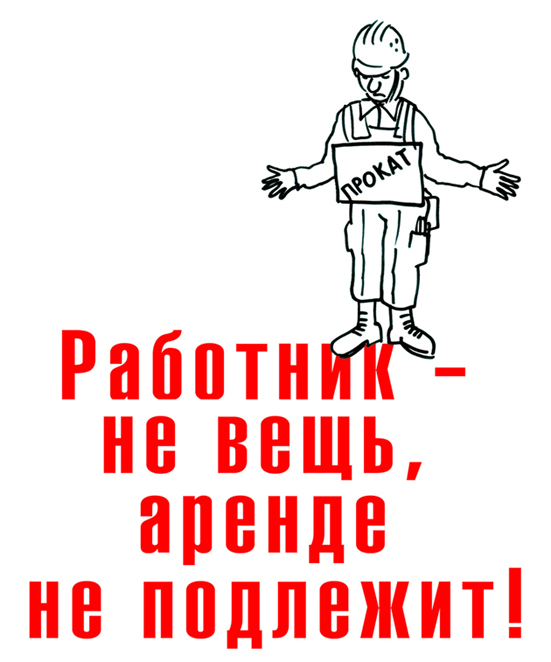 ПРОКАТ
Работник –
не вещь,
аренде
не подлежит!